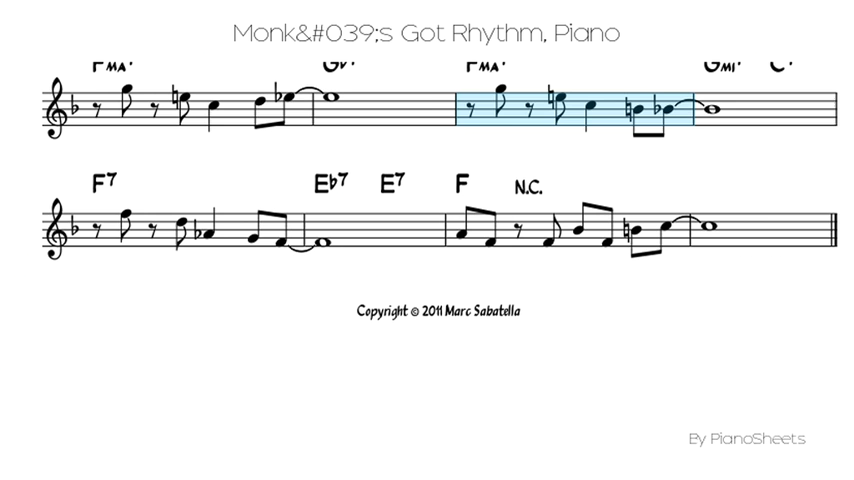 Monk&#039;s Got Rhythm, Piano
F7 Eb7 E7 F N.C.
Copyright © 2011 Marc Sabatella
By PianoSheets